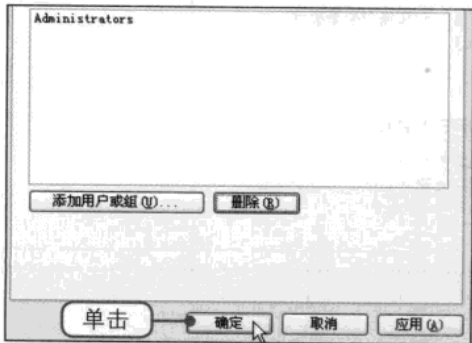 Administrators
添加用户或组(U)...
删除(R)
单击
确定
取消
应用(A)